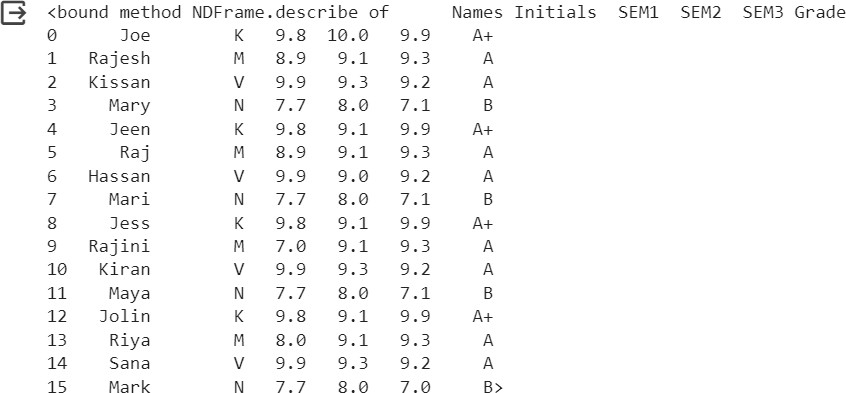 <bound method NDFrame.describe of      Names Initials  SEM1  SEM2  SEM3 Grade
0      Joe        K   9.8  10.0   9.9    A+
1   Rajesh        M   8.9   9.1   9.3     A
2   Kissan        V   9.9   9.3   9.2     A
3     Mary        N   7.7   8.0   7.1     B
4     Jeen        K   9.8   9.1   9.9    A+
5      Raj        M   8.9   9.1   9.3     A
6   Hassan        V   9.9   9.0   9.2     A
7     Mari        N   7.7   8.0   7.1     B
8     Jess        K   9.8   9.1   9.9    A+
9   Rajini        M   7.0   9.1   9.3     A
10   Kiran        V   9.9   9.3   9.2     A
11    Maya        N   7.7   8.0   7.1     B
12   Jolin        K   9.8   9.1   9.9    A+
13    Riya        M   8.0   9.1   9.3     A
14    Sana        V   9.9   9.3   9.2     A
15    Mark        N   7.7   8.0   7.0     B>